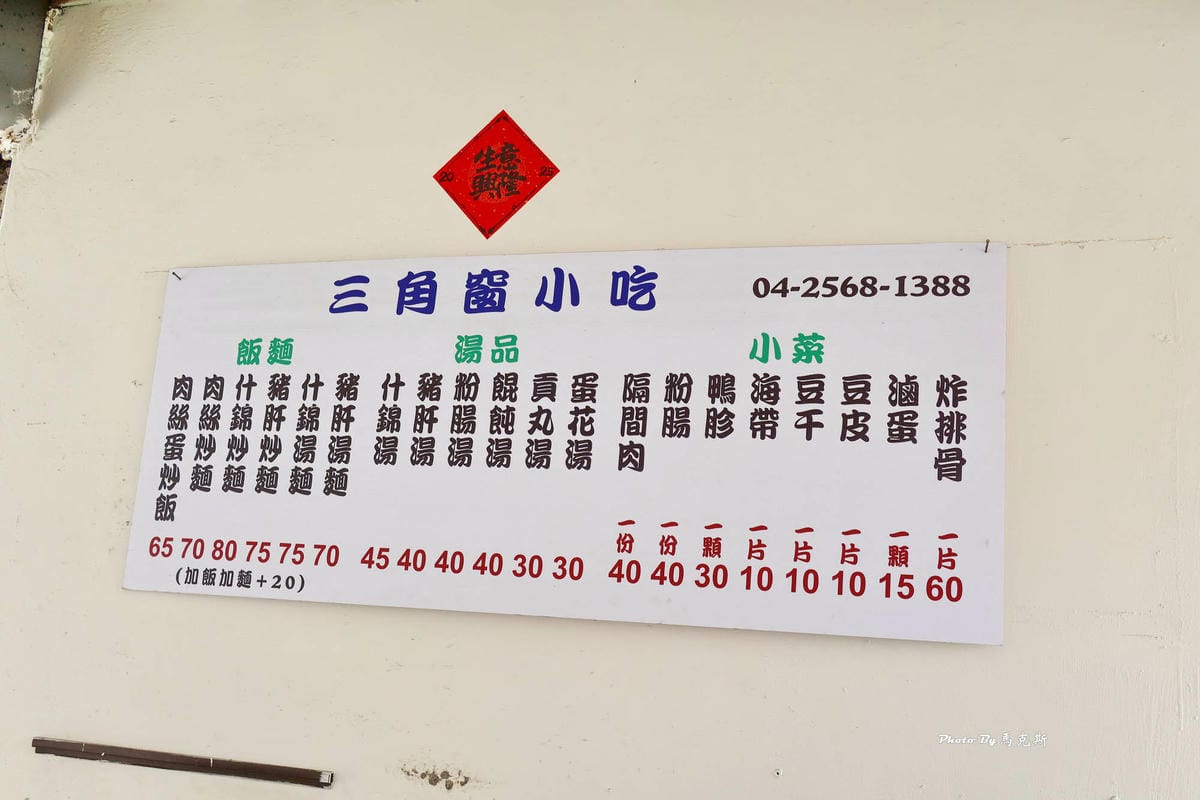 生意興隆
20 25
三角窗小吃 04-2568-1388
飯麵 湯品 小菜
肉絲蛋炒飯 65
肉絲炒麵 70
什錦炒麵 80
豬肝炒麵 75
什錦湯麵 75
豬肝湯麵 70
(加飯加麵+20)
什錦湯 45
豬肝湯 40
粉腸湯 40
餛飩湯 40
貢丸湯 30
蛋花湯 30
隔間肉 一份 40
粉腸 一份 40
鴨胗 一顆 30
海帶 一片 10
豆干 一片 10
豆皮 一片 10
滷蛋 一顆 15
炸排骨 一片 60
Photo By 馬克斯